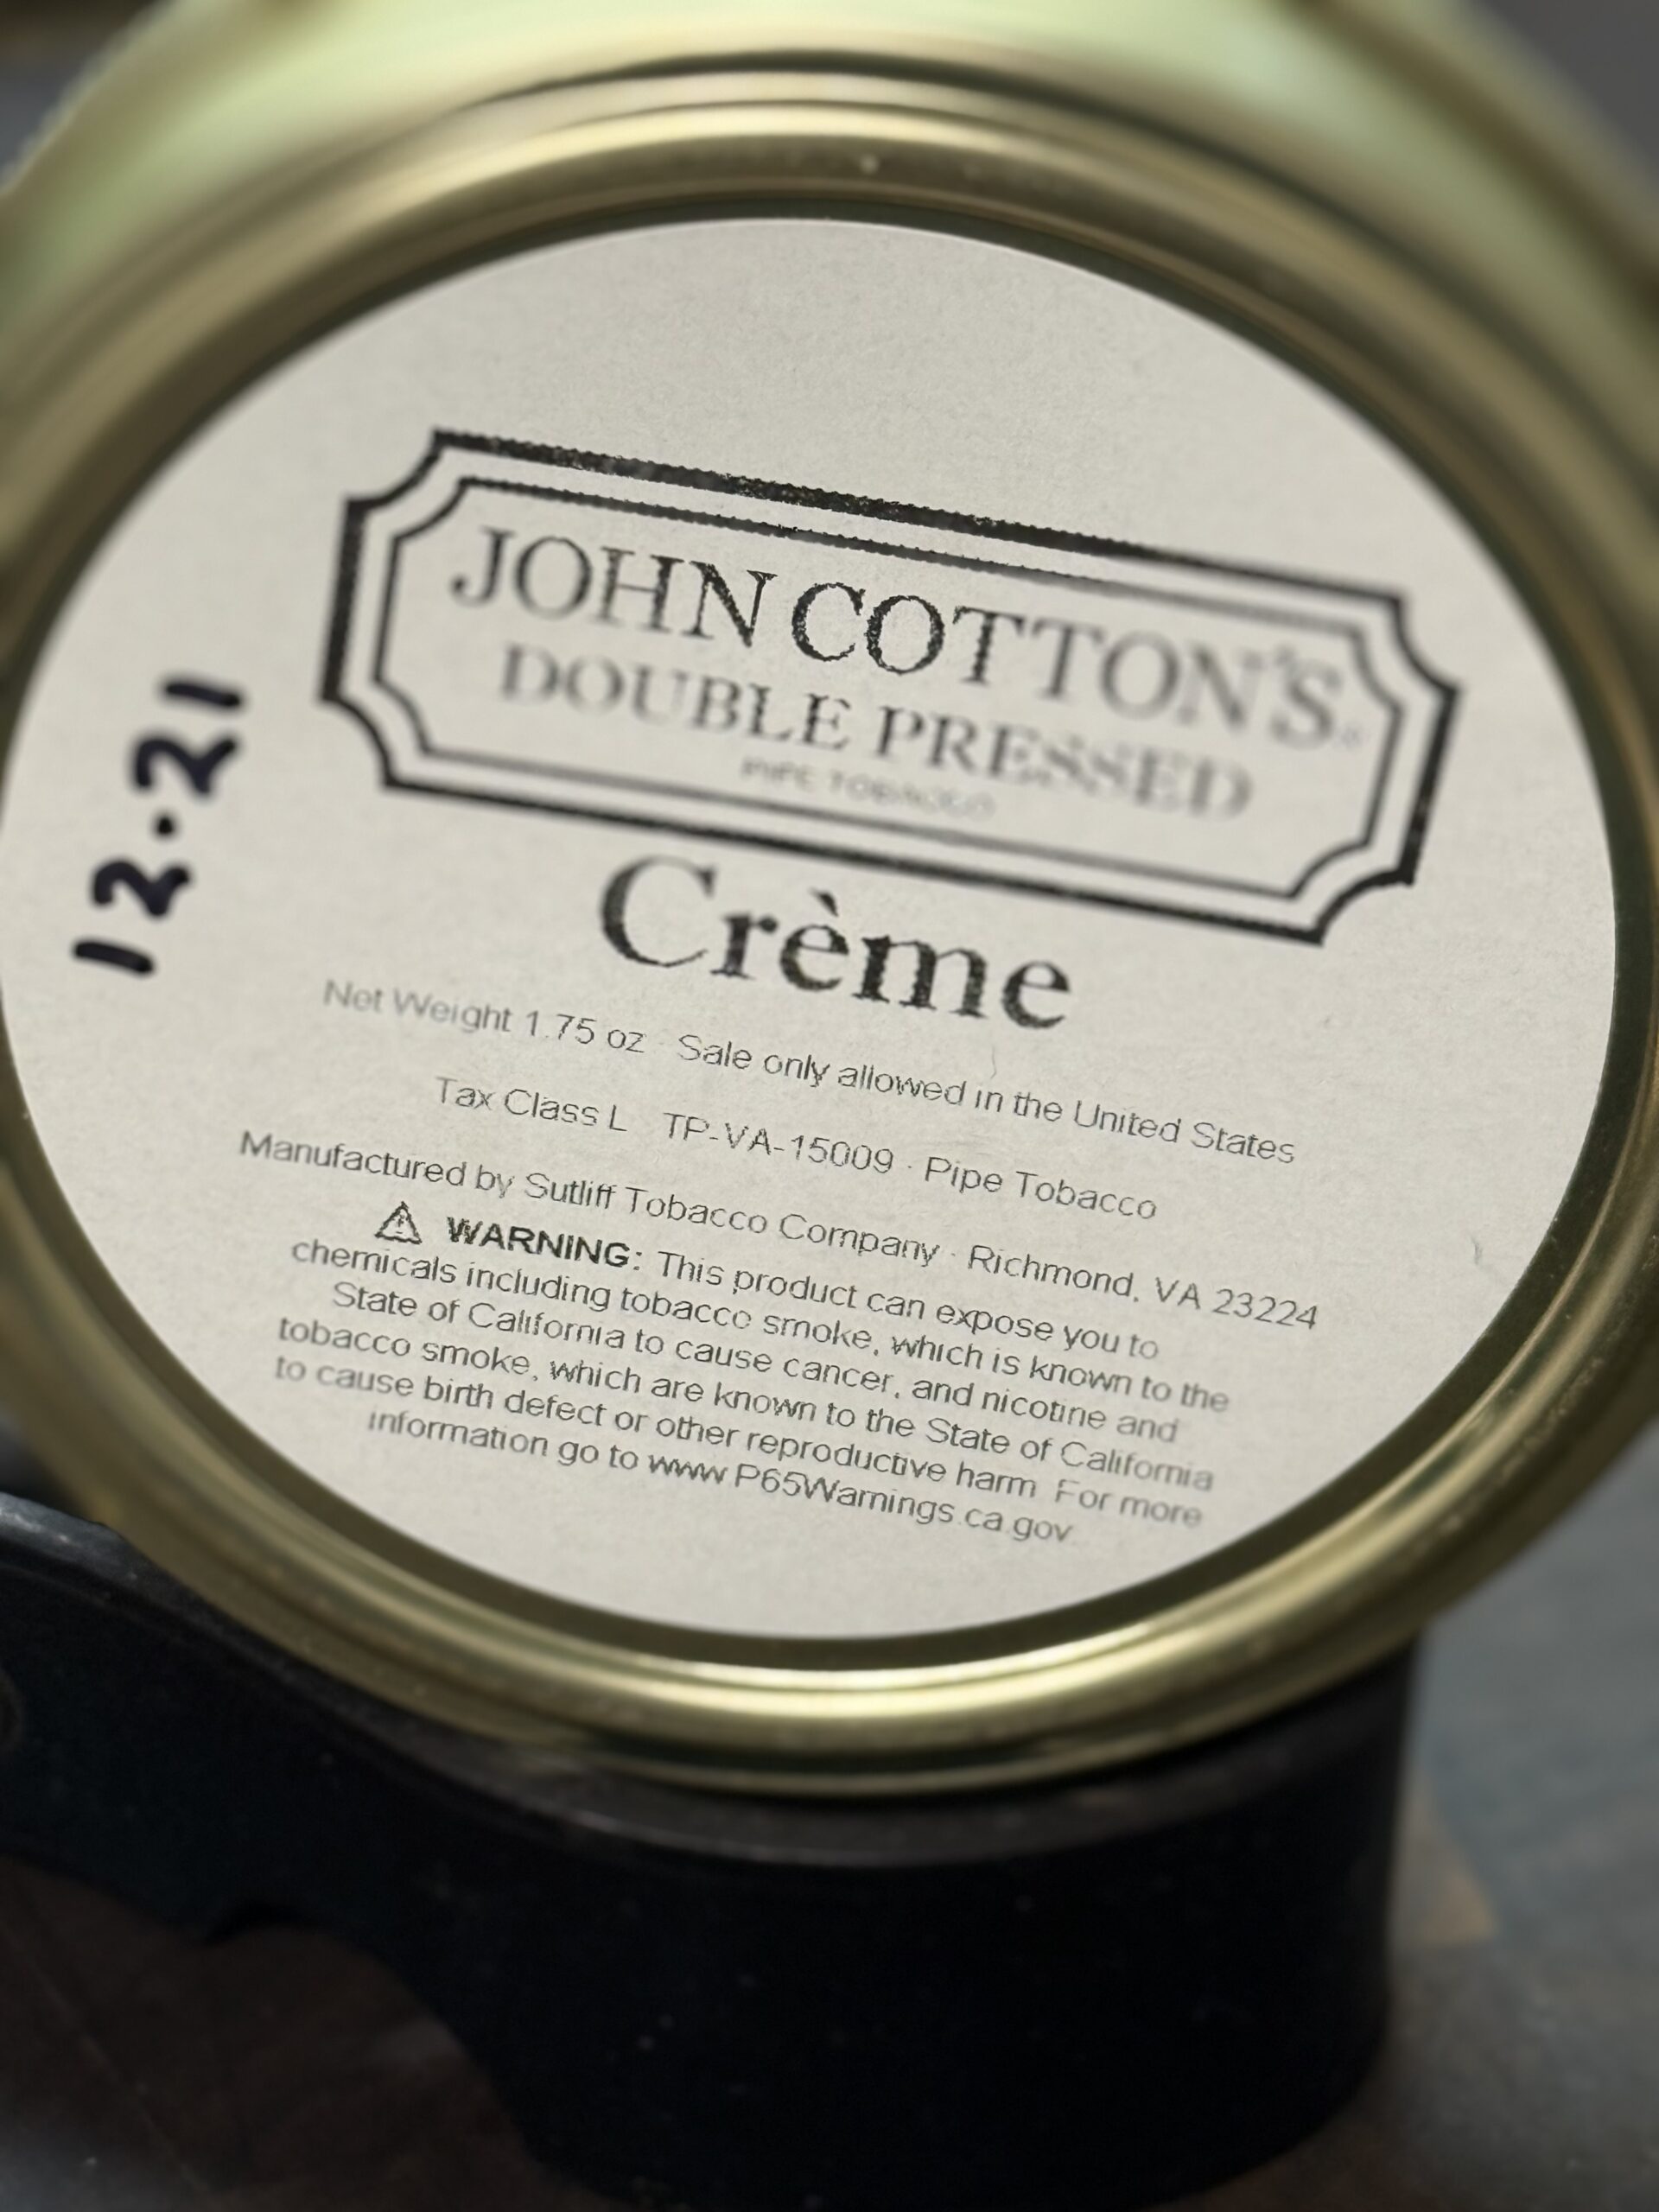 JOHN COTTON'S®
DOUBLE PRESSED
PIPE TOBACCO
Crème
12.21
Net Weight 1.75 oz · Sale only allowed in the United States
Tax Class L TP-VA-15009 · Pipe Tobacco
Manufactured by Sutliff Tobacco Company · Richmond, VA 23224
⚠ WARNING: This product can expose you to
chemicals including tobacco smoke, which is known to the
State of California to cause cancer, and nicotine and
tobacco smoke, which are known to the State of California
to cause birth defect or other reproductive harm For more
information go to www.P65Warnings.ca.gov